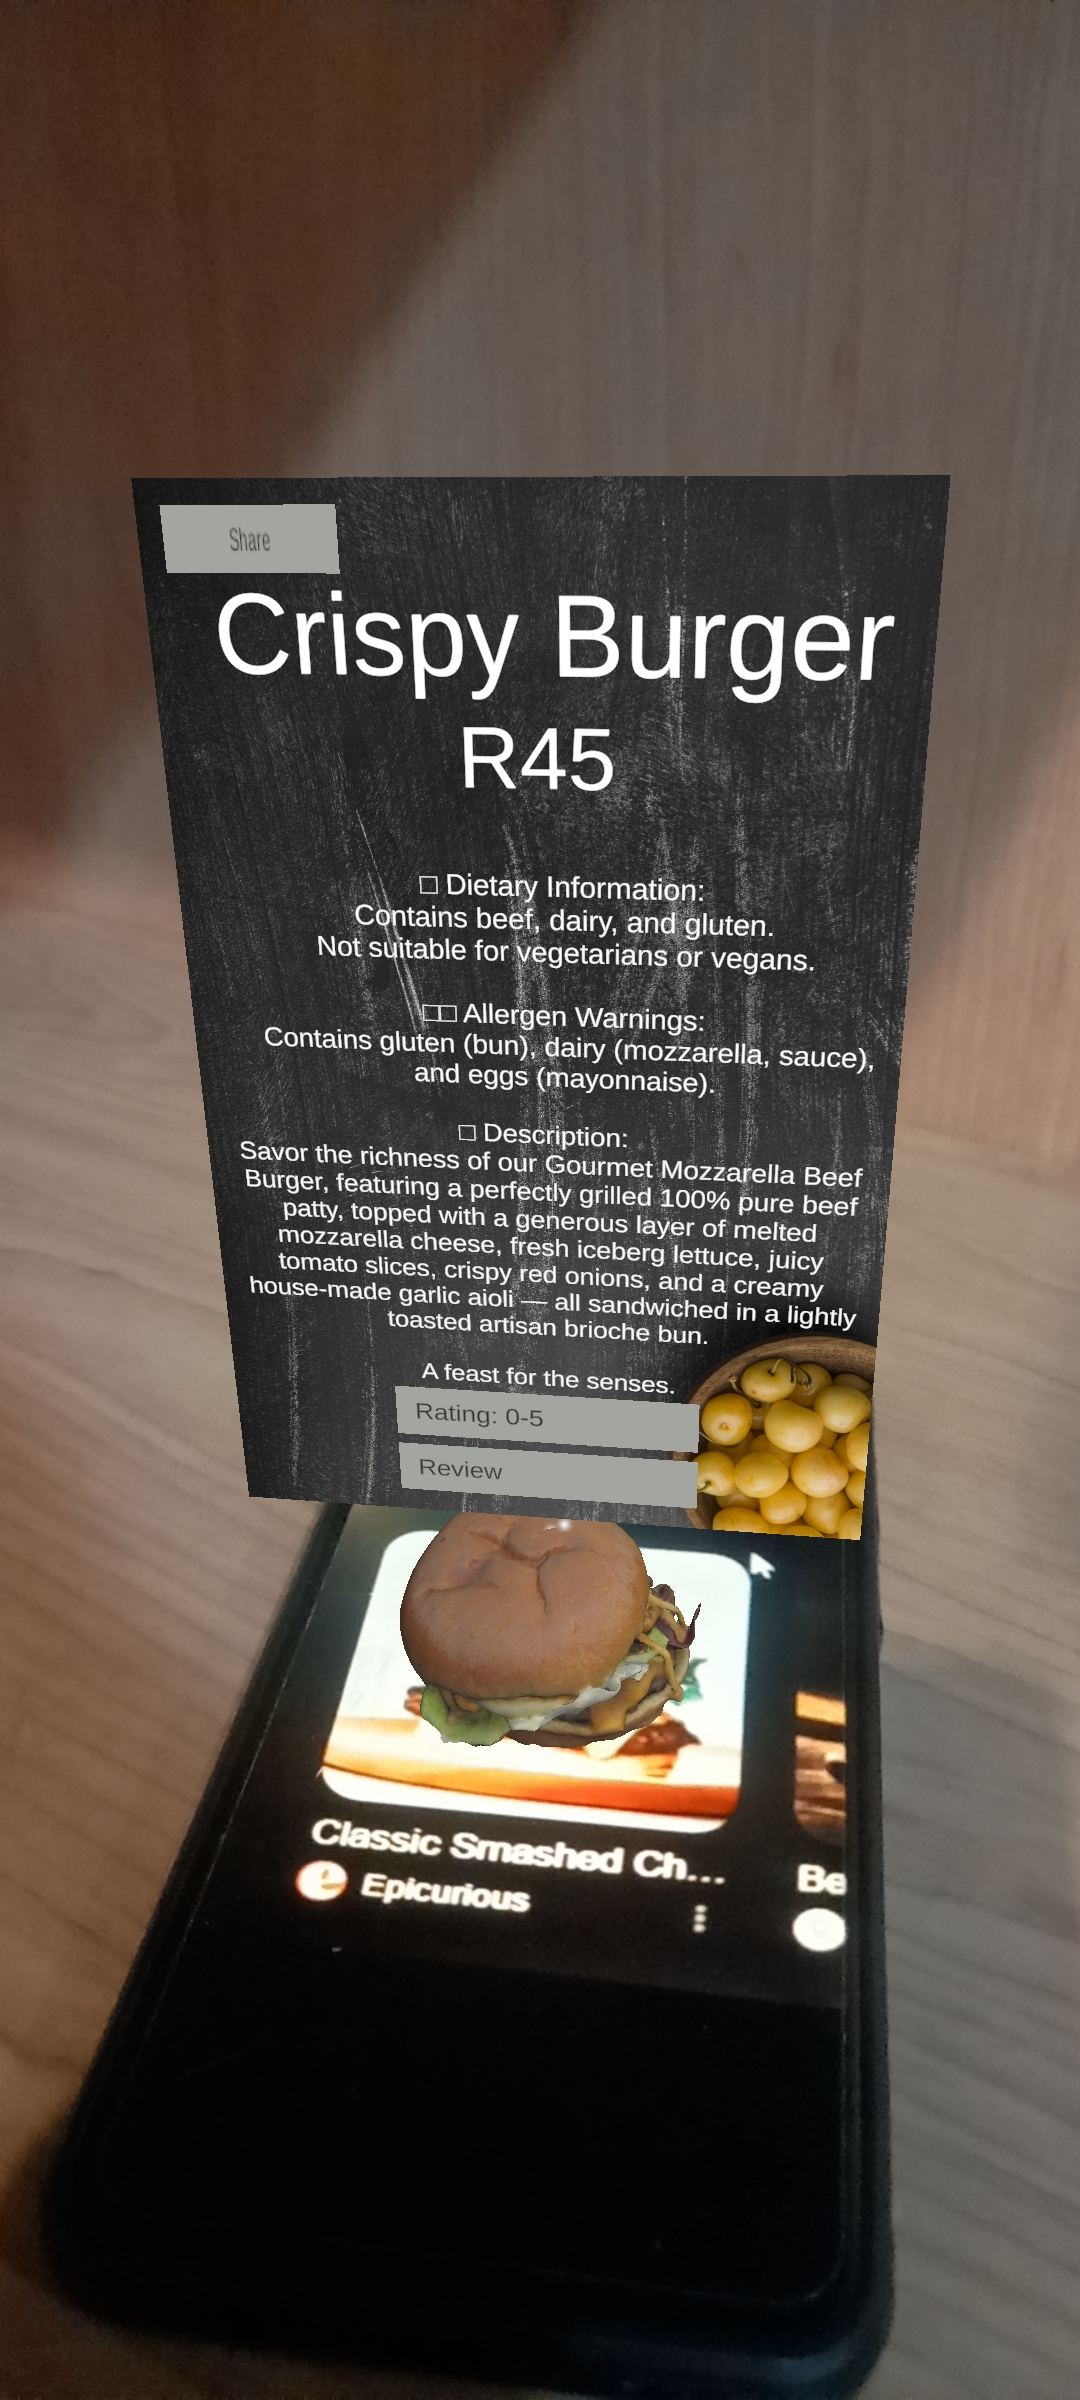 Share
Crispy Burger
R45
□ Dietary Information:
Contains beef, dairy, and gluten.
Not suitable for vegetarians or vegans.
□□ Allergen Warnings:
Contains gluten (bun), dairy (mozzarella, sauce),
and eggs (mayonnaise).
□ Description:
Savor the richness of our Gourmet Mozzarella Beef
Burger, featuring a perfectly grilled 100% pure beef
patty, topped with a generous layer of melted
mozzarella cheese, fresh iceberg lettuce, juicy
tomato slices, crispy red onions, and a creamy
house-made garlic aioli — all sandwiched in a lightly
toasted artisan brioche bun.
A feast for the senses.
Rating: 0-5
Review
Classic Smashed Ch...
Epicurious
Be